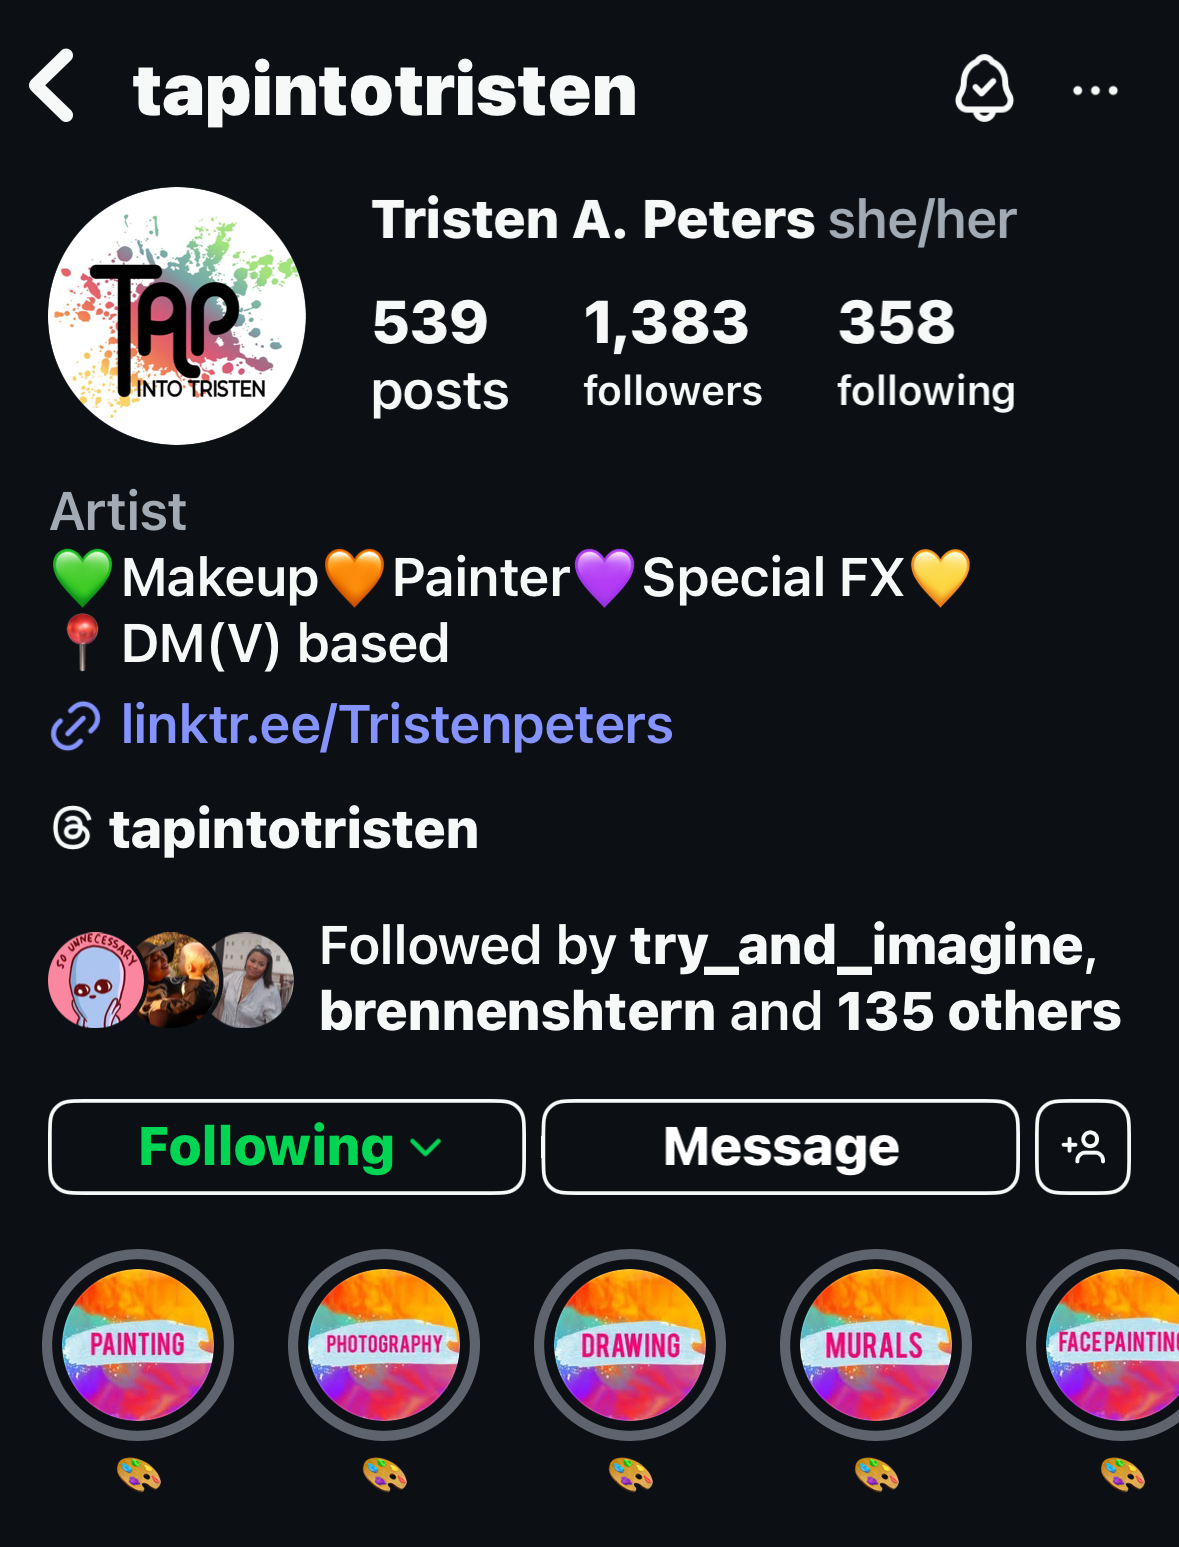 tapintotristen
TAP
INTO TRISTEN
Tristen A. Peters she/her
539 1,383 358
posts followers following
Artist
💚Makeup🧡Painter💜Special FX💛
📍DM(V) based
linktr.ee/Tristenpeters
tapintotristen
SO UNNECESSARY
Followed by try_and_imagine,
brennenshtern and 135 others
Following Message
PAINTING PHOTOGRAPHY DRAWING MURALS FACE PAINTING
🎨 🎨 🎨 🎨 🎨